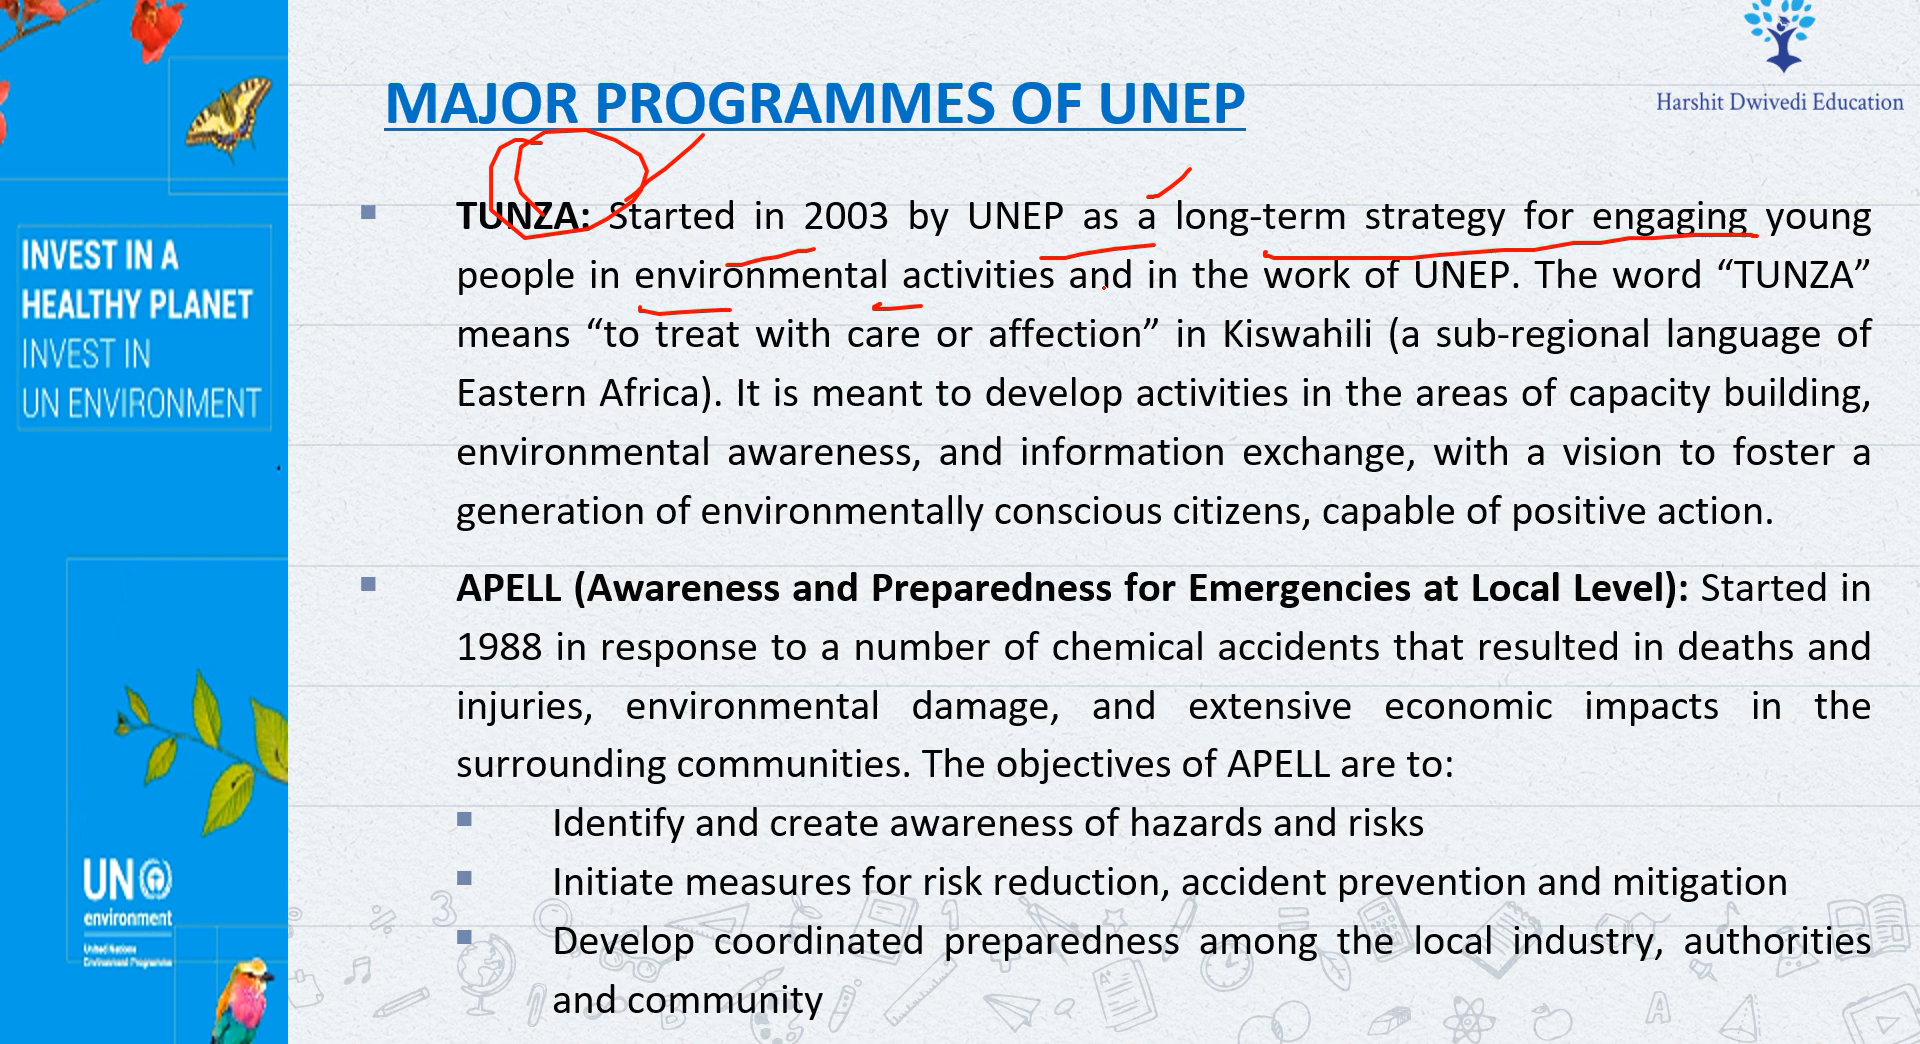 Harshit Dwivedi Education
MAJOR PROGRAMMES OF UNEP
TUNZA: Started in 2003 by UNEP as a long-term strategy for engaging young
people in environmental activities and in the work of UNEP. The word “TUNZA”
means “to treat with care or affection” in Kiswahili (a sub-regional language of
Eastern Africa). It is meant to develop activities in the areas of capacity building,
environmental awareness, and information exchange, with a vision to foster a
generation of environmentally conscious citizens, capable of positive action.
APELL (Awareness and Preparedness for Emergencies at Local Level): Started in
1988 in response to a number of chemical accidents that resulted in deaths and
injuries, environmental damage, and extensive economic impacts in the
surrounding communities. The objectives of APELL are to:
Identify and create awareness of hazards and risks
Initiate measures for risk reduction, accident prevention and mitigation
Develop coordinated preparedness among the local industry, authorities
and community
INVEST IN A
HEALTHY PLANET
INVEST IN
UN ENVIRONMENT
UN
environment
United Nations
Environment Programme